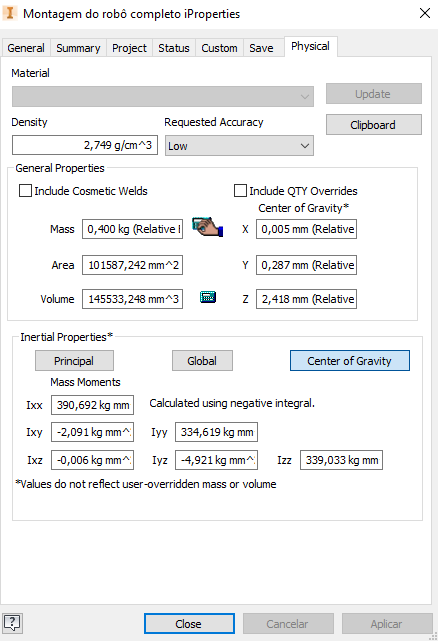 Montagem do robô completo iProperties
General Summary Project Status Custom Save Physical
Material
Update
Density Requested Accuracy Clipboard
2,749 g/cm^3 Low
General Properties
Include Cosmetic Welds Include QTY Overrides
Center of Gravity*
Mass 0,400 kg (Relative X 0,005 mm (Relative
Area 101587,242 mm^2 Y 0,287 mm (Relative
Volume 145533,248 mm^3 Z 2,418 mm (Relative
Inertial Properties*
Principal Global Center of Gravity
Mass Moments
Ixx 390,692 kg mm Calculated using negative integral.
Ixy -2,091 kg mm^ Iyy 334,619 kg mm
Ixz -0,006 kg mm^ Iyz -4,921 kg mm^ Izz 339,033 kg mm
*Values do not reflect user-overridden mass or volume
? Close Cancelar Aplicar